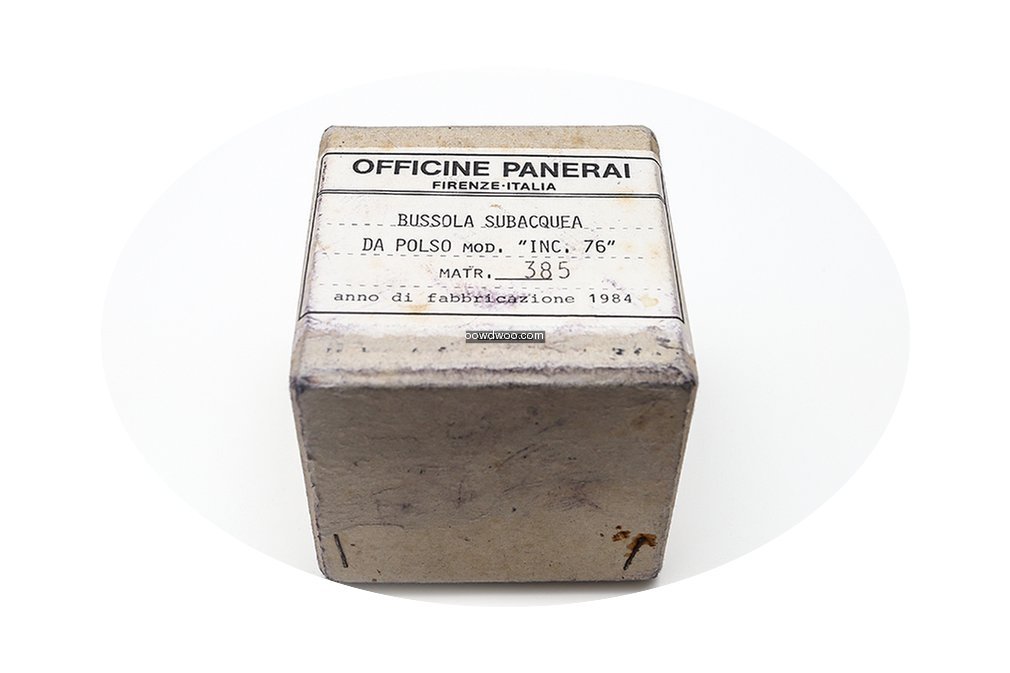 OFFICINE PANERAI
FIRENZE·ITALIA
BUSSOLA SUBACQUEA
DA POLSO MOD. "INC. 76"
MATR. 385
anno di fabbricazione 1984
oowdwoo.com